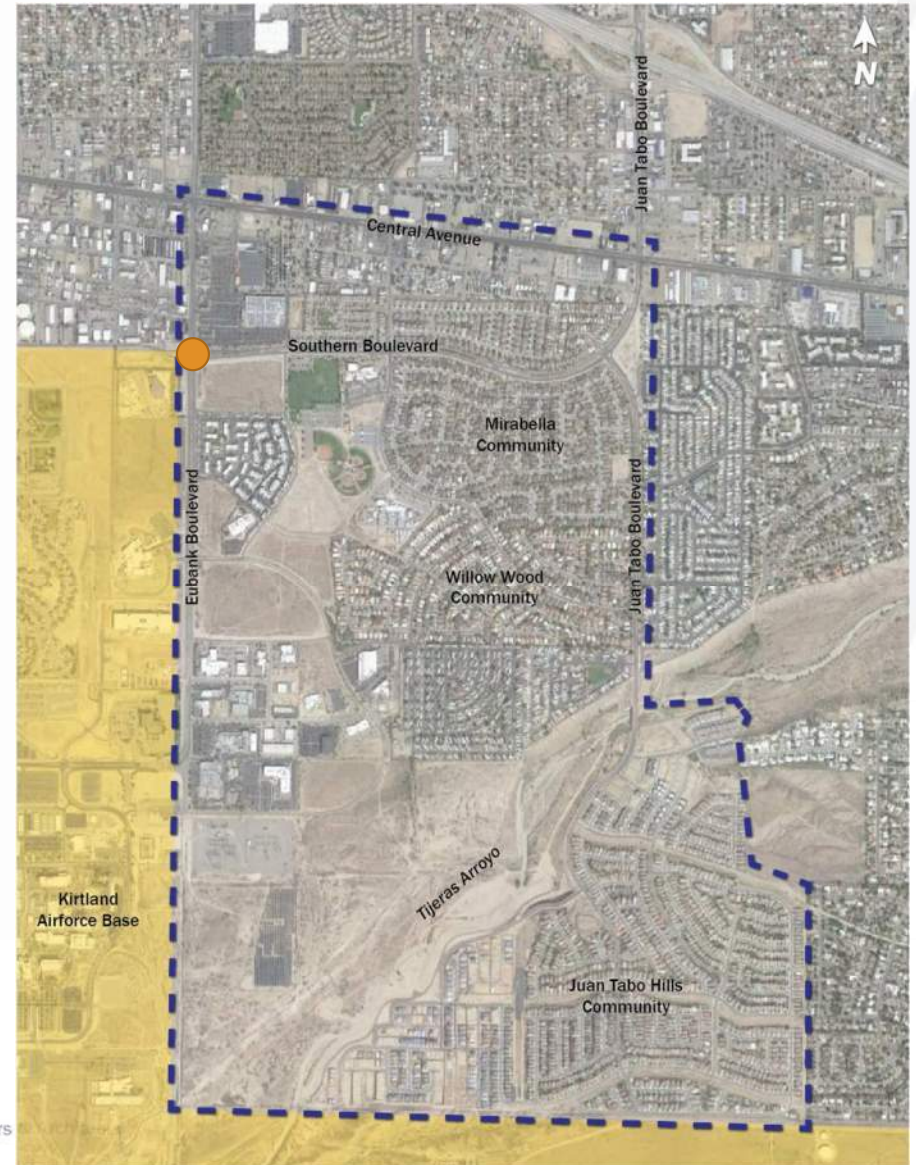 N
Juan Tabo Boulevard
Central Avenue
Southern Boulevard
Mirabella
Community
Eubank Boulevard
Juan Tabo Boulevard
Willow Wood
Community
Tijeras Arroyo
Kirtland
Airforce Base
Juan Tabo Hills
Community